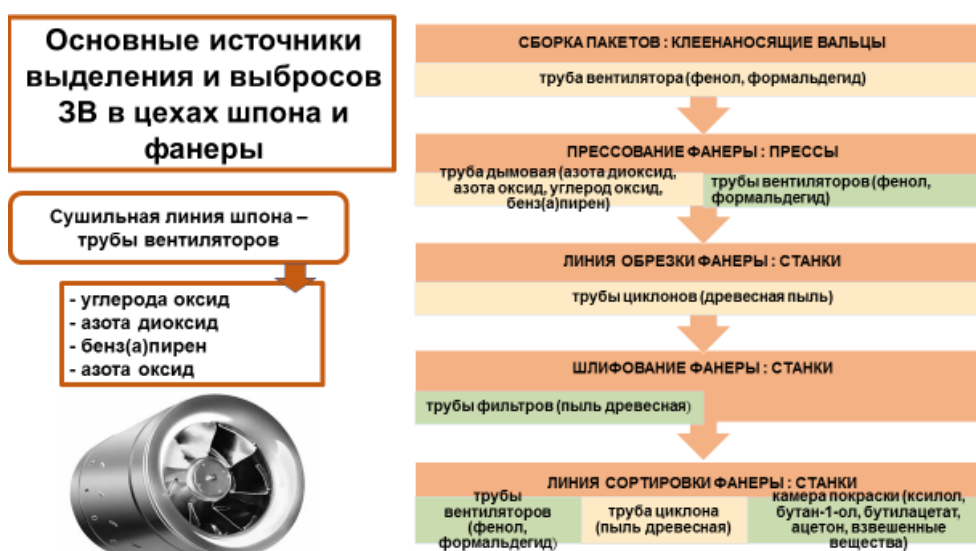 Основные источники
выделения и выбросов
ЗВ в цехах шпона и
фанеры
Сушильная линия шпона –
трубы вентиляторов
- углерода оксид
- азота диоксид
- бенз(а)пирен
- азота оксид
СБОРКА ПАКЕТОВ : КЛЕЕНАНОСЯЩИЕ ВАЛЬЦЫ
труба вентилятора (фенол, формальдегид)
ПРЕССОВАНИЕ ФАНЕРЫ : ПРЕССЫ
труба дымовая (азота диоксид,
азота оксид, углерод оксид,
бенз(а)пирен)
трубы вентиляторов (фенол,
формальдегид)
ЛИНИЯ ОБРЕЗКИ ФАНЕРЫ : СТАНКИ
трубы циклонов (древесная пыль)
ШЛИФОВАНИЕ ФАНЕРЫ : СТАНКИ
трубы фильтров (пыль древесная)
ЛИНИЯ СОРТИРОВКИ ФАНЕРЫ : СТАНКИ
трубы
вентиляторов
(фенол,
формальдегид)
труба циклона
(пыль древесная)
камера покраски (ксилол,
бутан-1-ол, бутилацетат,
ацетон, взвешенные
вещества)